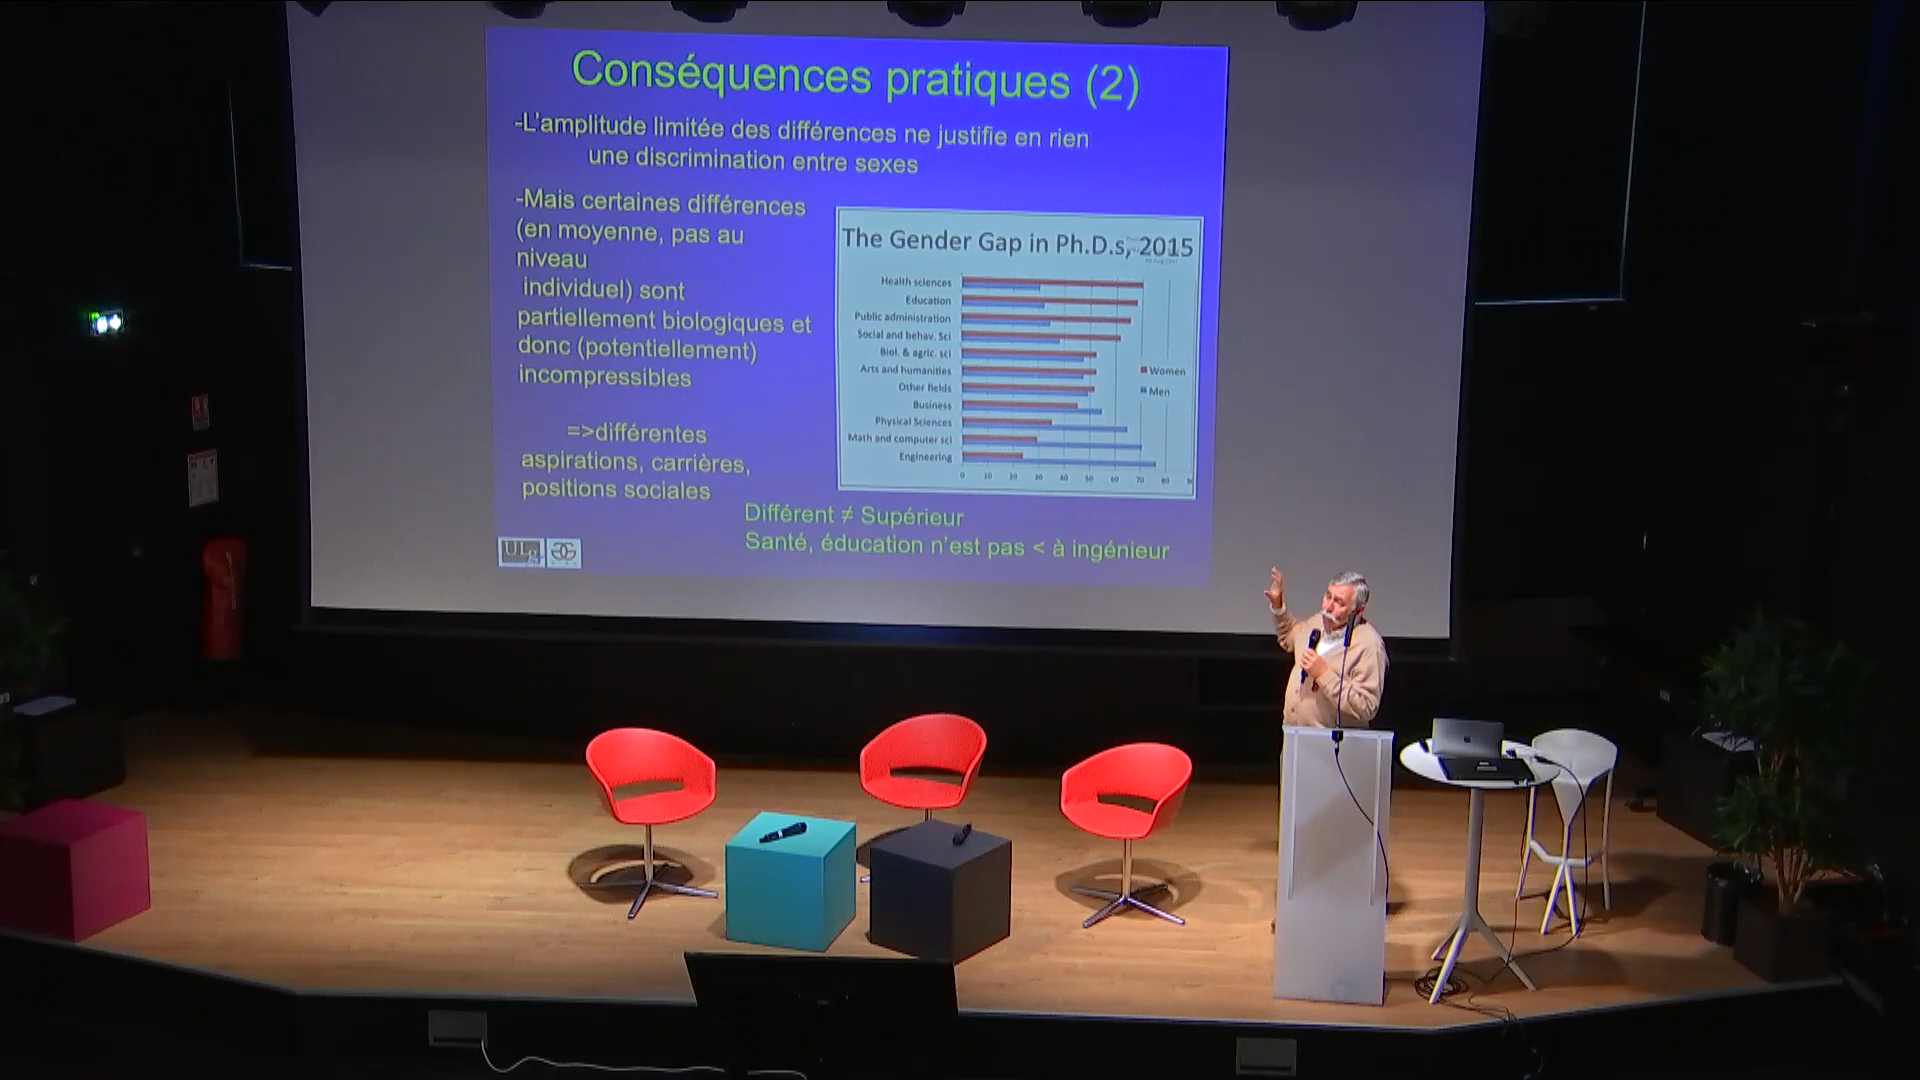 Conséquences pratiques (2)
-L'amplitude limitée des différences ne justifie en rien
une discrimination entre sexes
-Mais certaines différences
(en moyenne, pas au
niveau
individuel) sont
partiellement biologiques et
donc (potentiellement)
incompressibles
=>différentes
aspirations, carrières,
positions sociales
The Gender Gap in Ph.D.s, 2015
Health sciences
Education
Public administration
Social and behav. Sci
Biol. & agric. sci
Arts and humanities
Other fields
Business
Physical Sciences
Math and computer sci
Engineering
Women
Men
0 10 20 30 40 50 60 70 80
Différent ≠ Supérieur
Santé, éducation n'est pas < à ingénieur
ULg